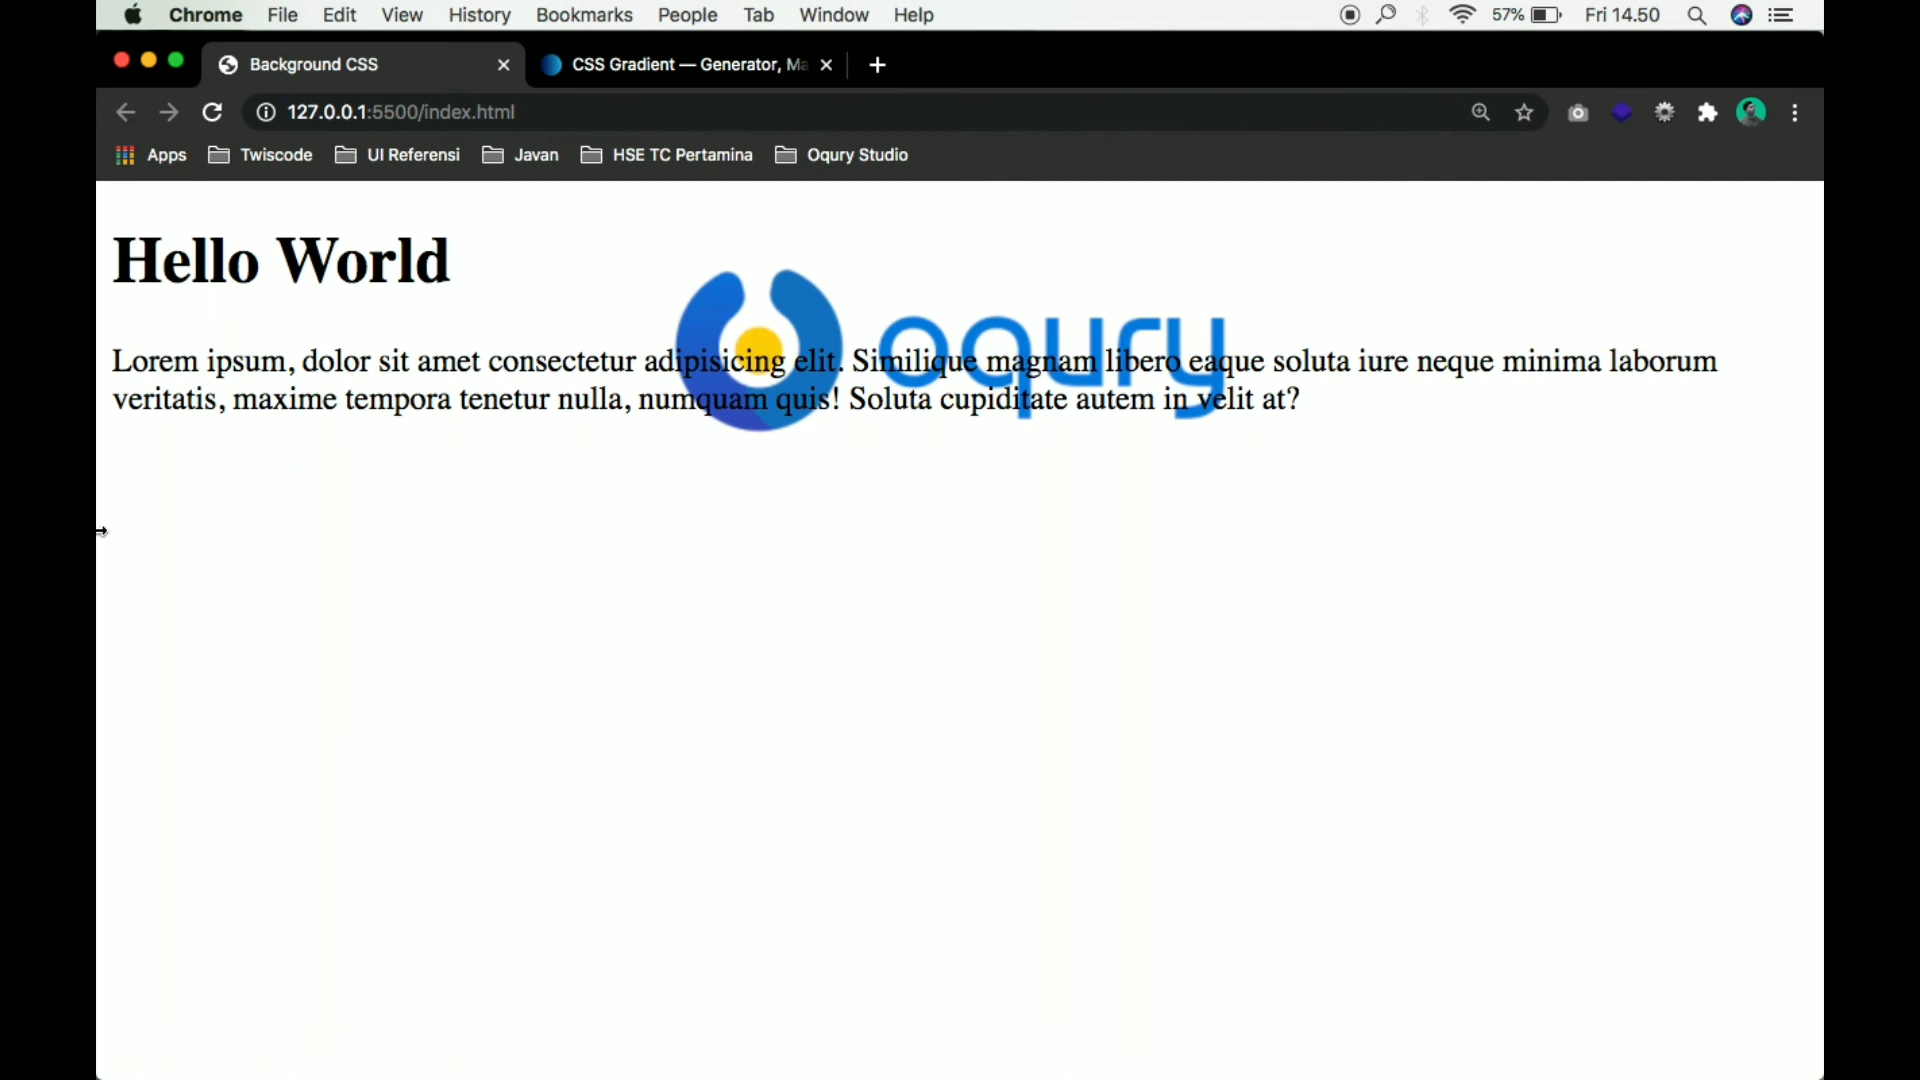 Chrome File Edit View History Bookmarks People Tab Window Help 57% Fri 14.50
Background CSS CSS Gradient — Generator, Ma
127.0.0.1:5500/index.html
Apps Twiscode UI Referensi Javan HSE TC Pertamina Oqury Studio
Hello World
oqury
Lorem ipsum, dolor sit amet consectetur adipisicing elit. Similique magnam libero eaque soluta iure neque minima laborum
veritatis, maxime tempora tenetur nulla, numquam quis! Soluta cupiditate autem in velit at?